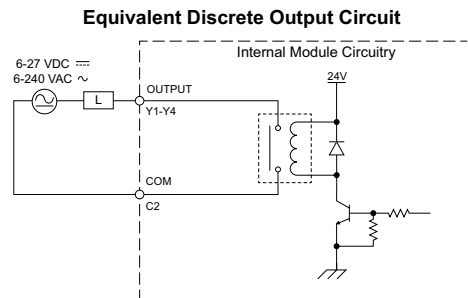 Equivalent Discrete Output Circuit
Internal Module Circuitry
6-27 VDC ⎓
6-240 VAC ∿
24V
L
OUTPUT
Y1-Y4
COM
C2